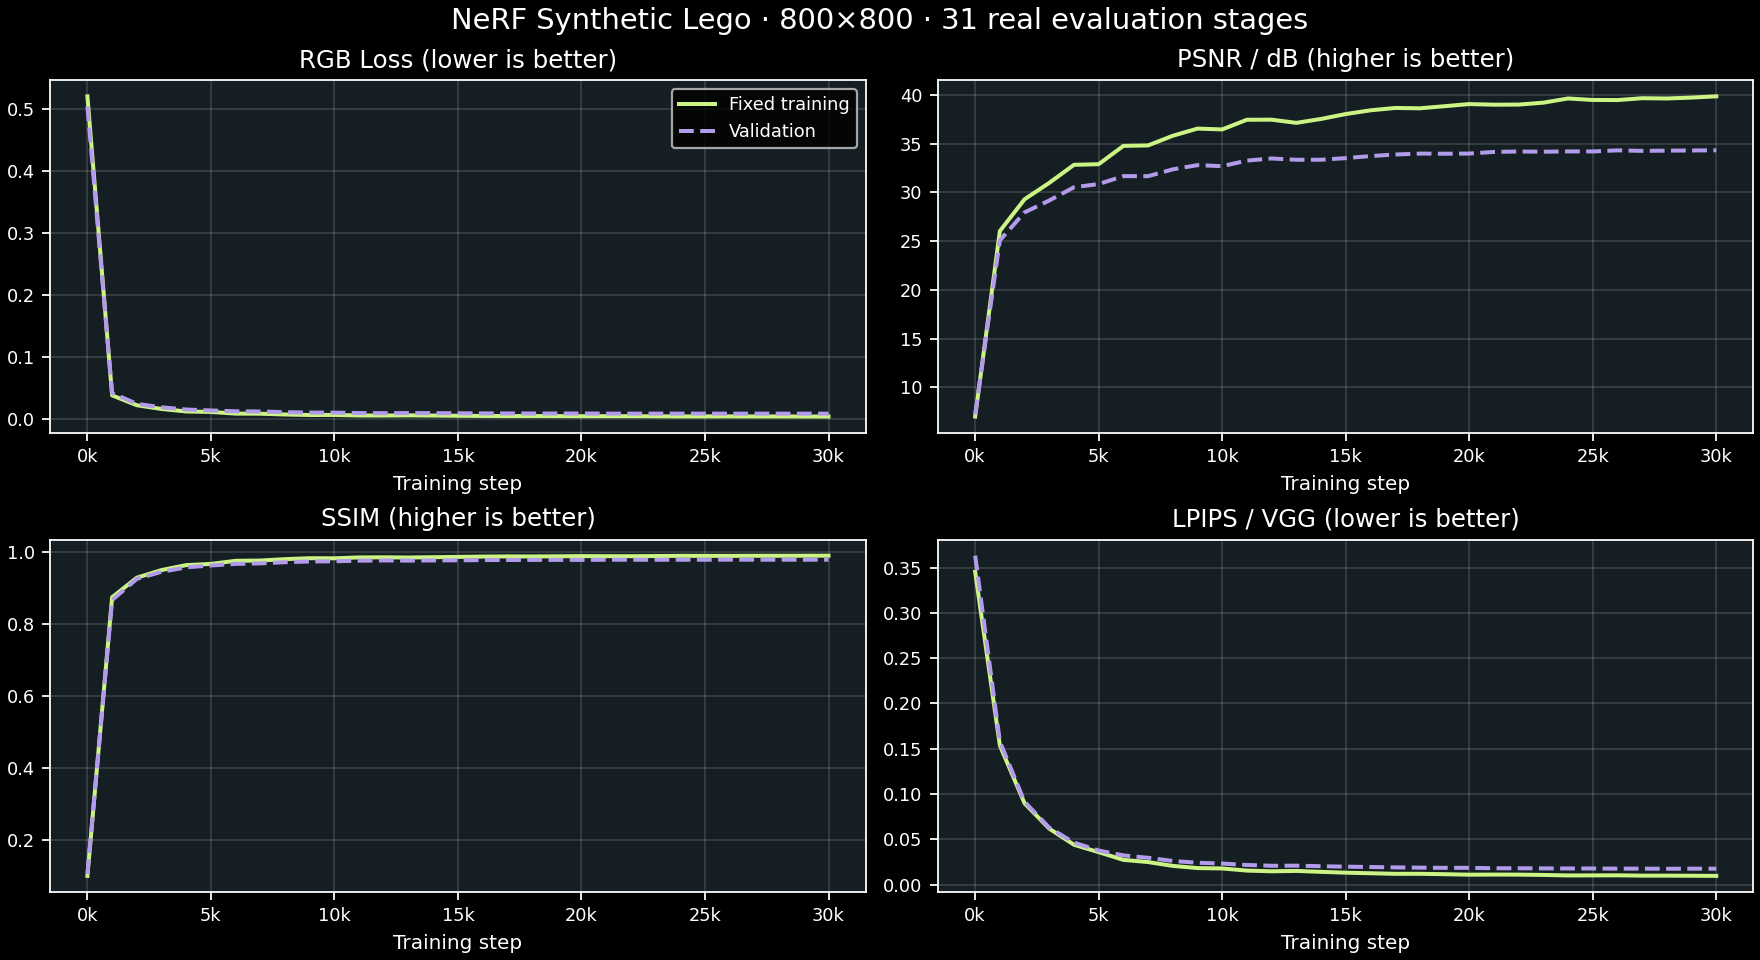 NeRF Synthetic Lego · 800×800 · 31 real evaluation stages
RGB Loss (lower is better)
0.5
0.4
0.3
0.2
0.1
0.0
Fixed training
Validation
0k 5k 10k 15k 20k 25k 30k
Training step
PSNR / dB (higher is better)
40
35
30
25
20
15
10
0k 5k 10k 15k 20k 25k 30k
Training step
SSIM (higher is better)
1.0
0.8
0.6
0.4
0.2
0k 5k 10k 15k 20k 25k 30k
Training step
LPIPS / VGG (lower is better)
0.35
0.30
0.25
0.20
0.15
0.10
0.05
0.00
0k 5k 10k 15k 20k 25k 30k
Training step